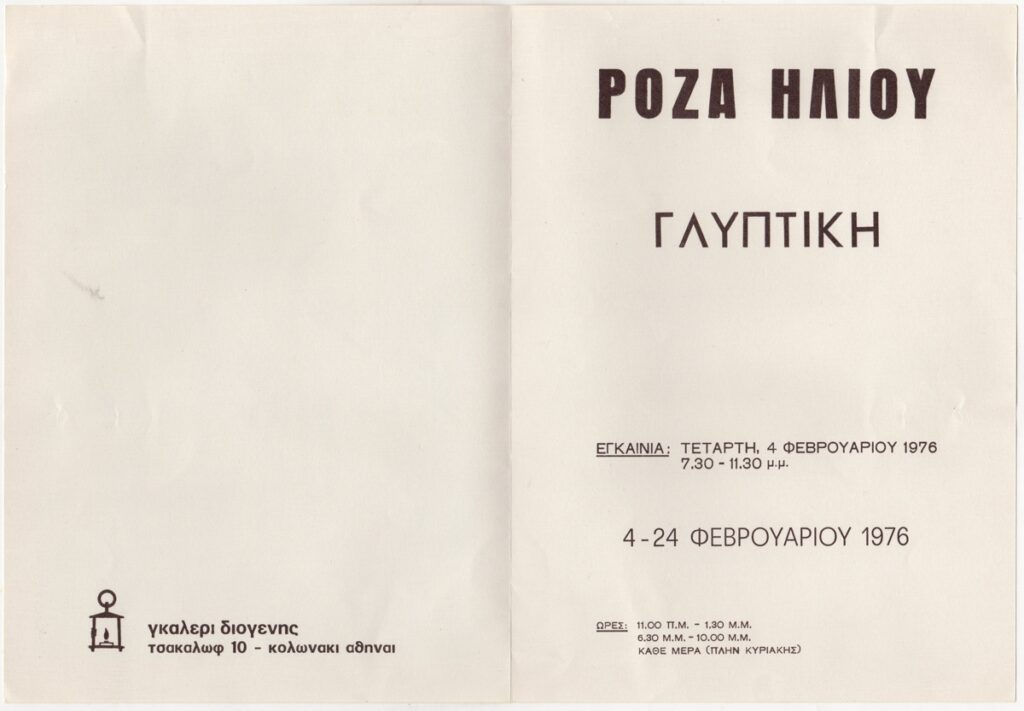 γκαλερι διογενης
τσακαλωφ 10 - κολωνακι αθηναι
ΡΟΖΑ ΗΛΙΟΥ
ΓΛΥΠΤΙΚΗ
ΕΓΚΑΙΝΙΑ: ΤΕΤΑΡΤΗ, 4 ΦΕΒΡΟΥΑΡΙΟΥ 1976
7.30 - 11.30 μ.μ.
4 - 24 ΦΕΒΡΟΥΑΡΙΟΥ 1976
ΩΡΕΣ: 11.00 Π.Μ. - 1.30 Μ.Μ.
6.30 Μ.Μ. - 10.00 Μ.Μ.
ΚΑΘΕ ΜΕΡΑ (ΠΛΗΝ ΚΥΡΙΑΚΗΣ)